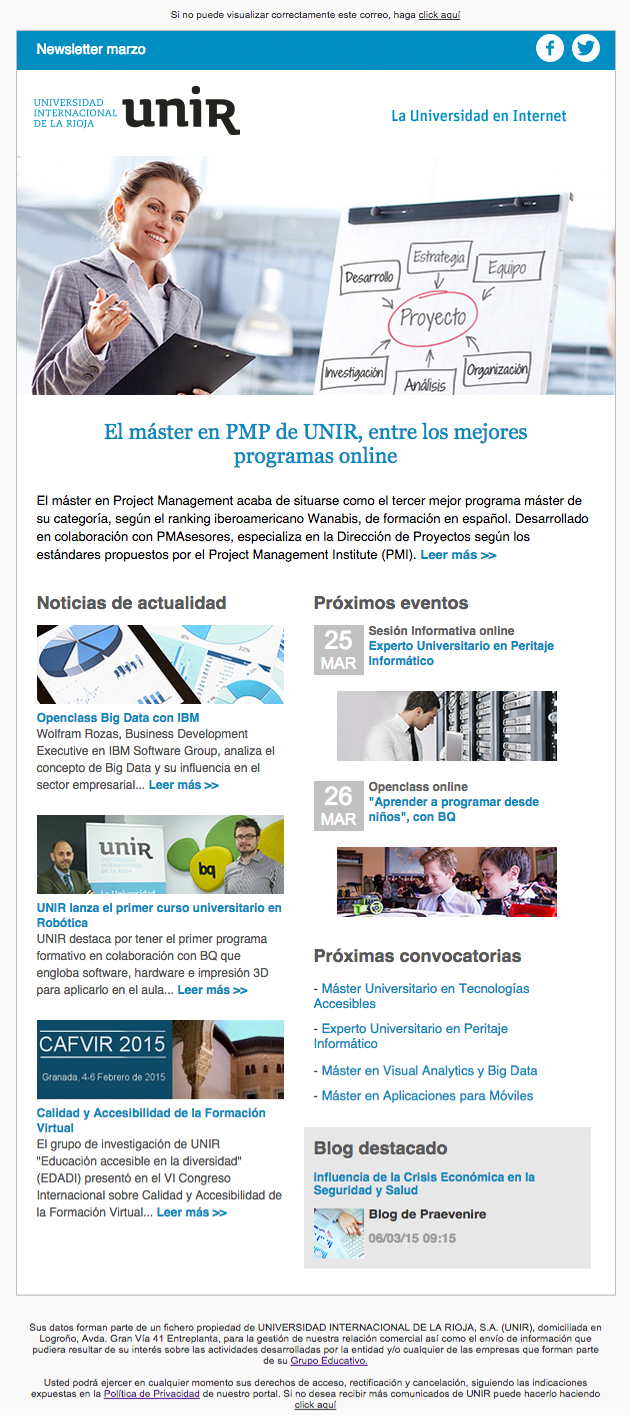 Si no puede visualizar correctamente este correo, haga click aquí
Newsletter marzo
UNIVERSIDAD
INTERNACIONAL
DE LA RIOJA
unir
La Universidad en Internet
Estrategia
Desarrollo
Equipo
Proyecto
Investigación
Análisis
Organización
El máster en PMP de UNIR, entre los mejores
programas online
El máster en Project Management acaba de situarse como el tercer mejor programa máster de
su categoría, según el ranking iberoamericano Wanabis, de formación en español. Desarrollado
en colaboración con PMAsesores, especializa en la Dirección de Proyectos según los
estándares propuestos por el Project Management Institute (PMI). Leer más >>
Noticias de actualidad
Openclass Big Data con IBM
Wolfram Rozas, Business Development
Executive en IBM Software Group, analiza el
concepto de Big Data y su influencia en el
sector empresarial... Leer más >>
unir
UNIVERSIDAD
INTERNACIONAL
DE LA RIOJA
La Universidad
bq
UNIR lanza el primer curso universitario en
Robótica
UNIR destaca por tener el primer programa
formativo en colaboración con BQ que
engloba software, hardware e impresión 3D
para aplicarlo en el aula... Leer más >>
CAFVIR 2015
Granada, 4-6 Febrero de 2015
Calidad y Accesibilidad de la Formación
Virtual
El grupo de investigación de UNIR
"Educación accesible en la diversidad"
(EDADI) presentó en el VI Congreso
Internacional sobre Calidad y Accesibilidad de
la Formación Virtual... Leer más >>
Próximos eventos
25
MAR
Sesión Informativa online
Experto Universitario en Peritaje
Informático
26
MAR
Openclass online
"Aprender a programar desde
niños", con BQ
Próximas convocatorias
- Máster Universitario en Tecnologías
Accesibles
- Experto Universitario en Peritaje
Informático
- Máster en Visual Analytics y Big Data
- Máster en Aplicaciones para Móviles
Blog destacado
Influencia de la Crisis Económica en la
Seguridad y Salud
Blog de Praevenire
06/03/15 09:15
Sus datos forman parte de un fichero propiedad de UNIVERSIDAD INTERNACIONAL DE LA RIOJA, S.A. (UNIR), domiciliada en
Logroño, Avda. Gran Vía 41 Entreplanta, para la gestión de nuestra relación comercial así como el envío de información que
pudiera resultar de su interés sobre las actividades desarrolladas por la entidad y/o cualquier de las empresas que forman parte
de su Grupo Educativo.
Usted podrá ejercer en cualquier momento sus derechos de acceso, rectificación y cancelación, siguiendo las indicaciones
expuestas en la Política de Privacidad de nuestro portal. Si no desea recibir más comunicados de UNIR puede hacerlo haciendo
click aquí